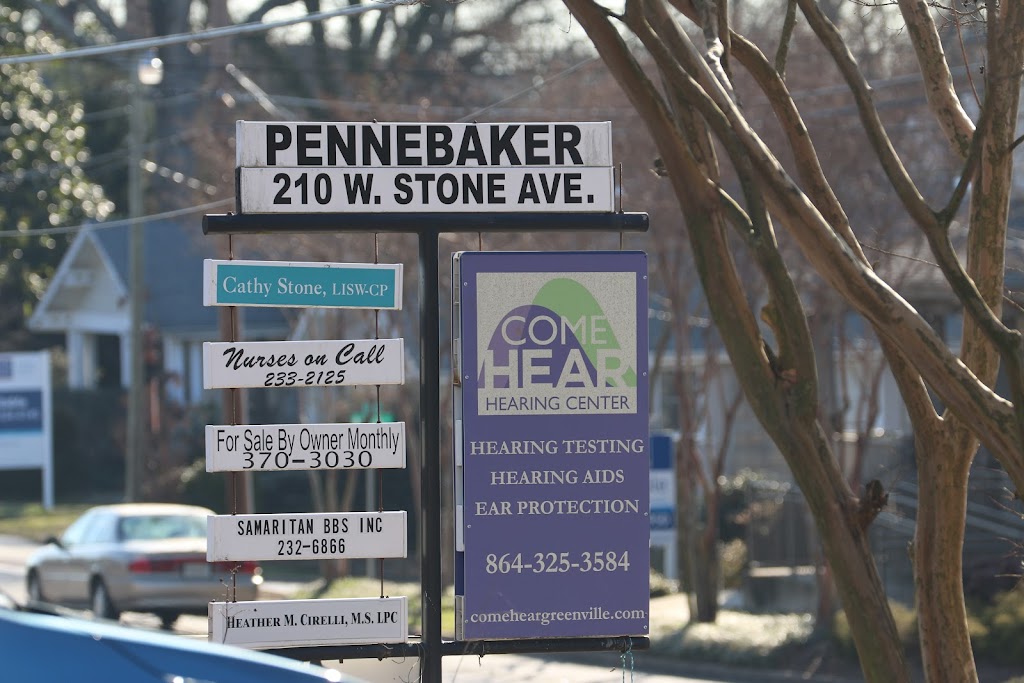 PENNEBAKER
210 W. STONE AVE.
Cathy Stone, LISW-CP
Nurses on Call
233-2125
For Sale By Owner Monthly
370-3030
SAMARITAN BBS INC
232-6866
HEATHER M. CIRELLI, M.S. LPC
COME
HEAR
HEARING CENTER
HEARING TESTING
HEARING AIDS
EAR PROTECTION
864-325-3584
comeheargreenville.com